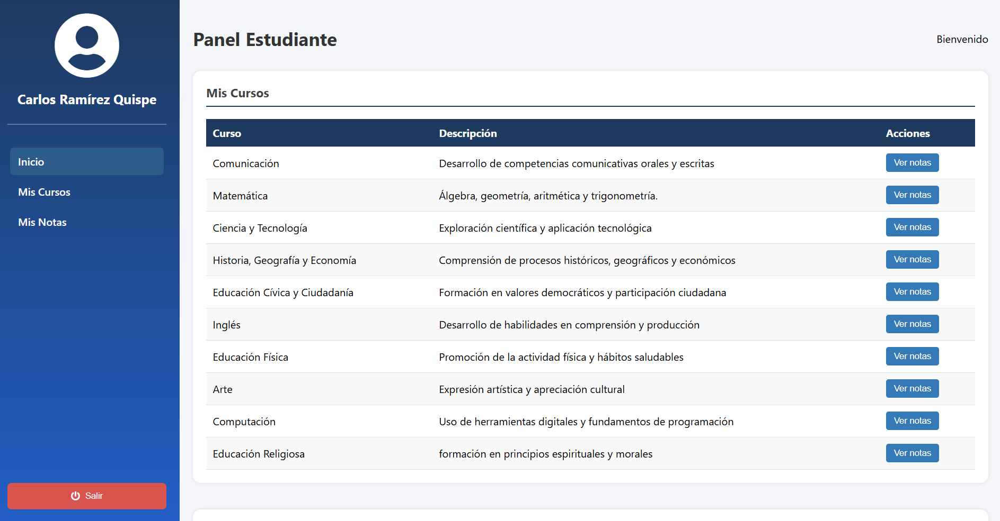 Carlos Ramírez Quispe
Inicio
Mis Cursos
Mis Notas
Salir
Panel Estudiante
Bienvenido
Mis Cursos
Curso Descripción Acciones
Comunicación Desarrollo de competencias comunicativas orales y escritas Ver notas
Matemática Álgebra, geometría, aritmética y trigonometría. Ver notas
Ciencia y Tecnología Exploración científica y aplicación tecnológica Ver notas
Historia, Geografía y Economía Comprensión de procesos históricos, geográficos y económicos Ver notas
Educación Cívica y Ciudadanía Formación en valores democráticos y participación ciudadana Ver notas
Inglés Desarrollo de habilidades en comprensión y producción Ver notas
Educación Física Promoción de la actividad física y hábitos saludables Ver notas
Arte Expresión artística y apreciación cultural Ver notas
Computación Uso de herramientas digitales y fundamentos de programación Ver notas
Educación Religiosa formación en principios espirituales y morales Ver notas